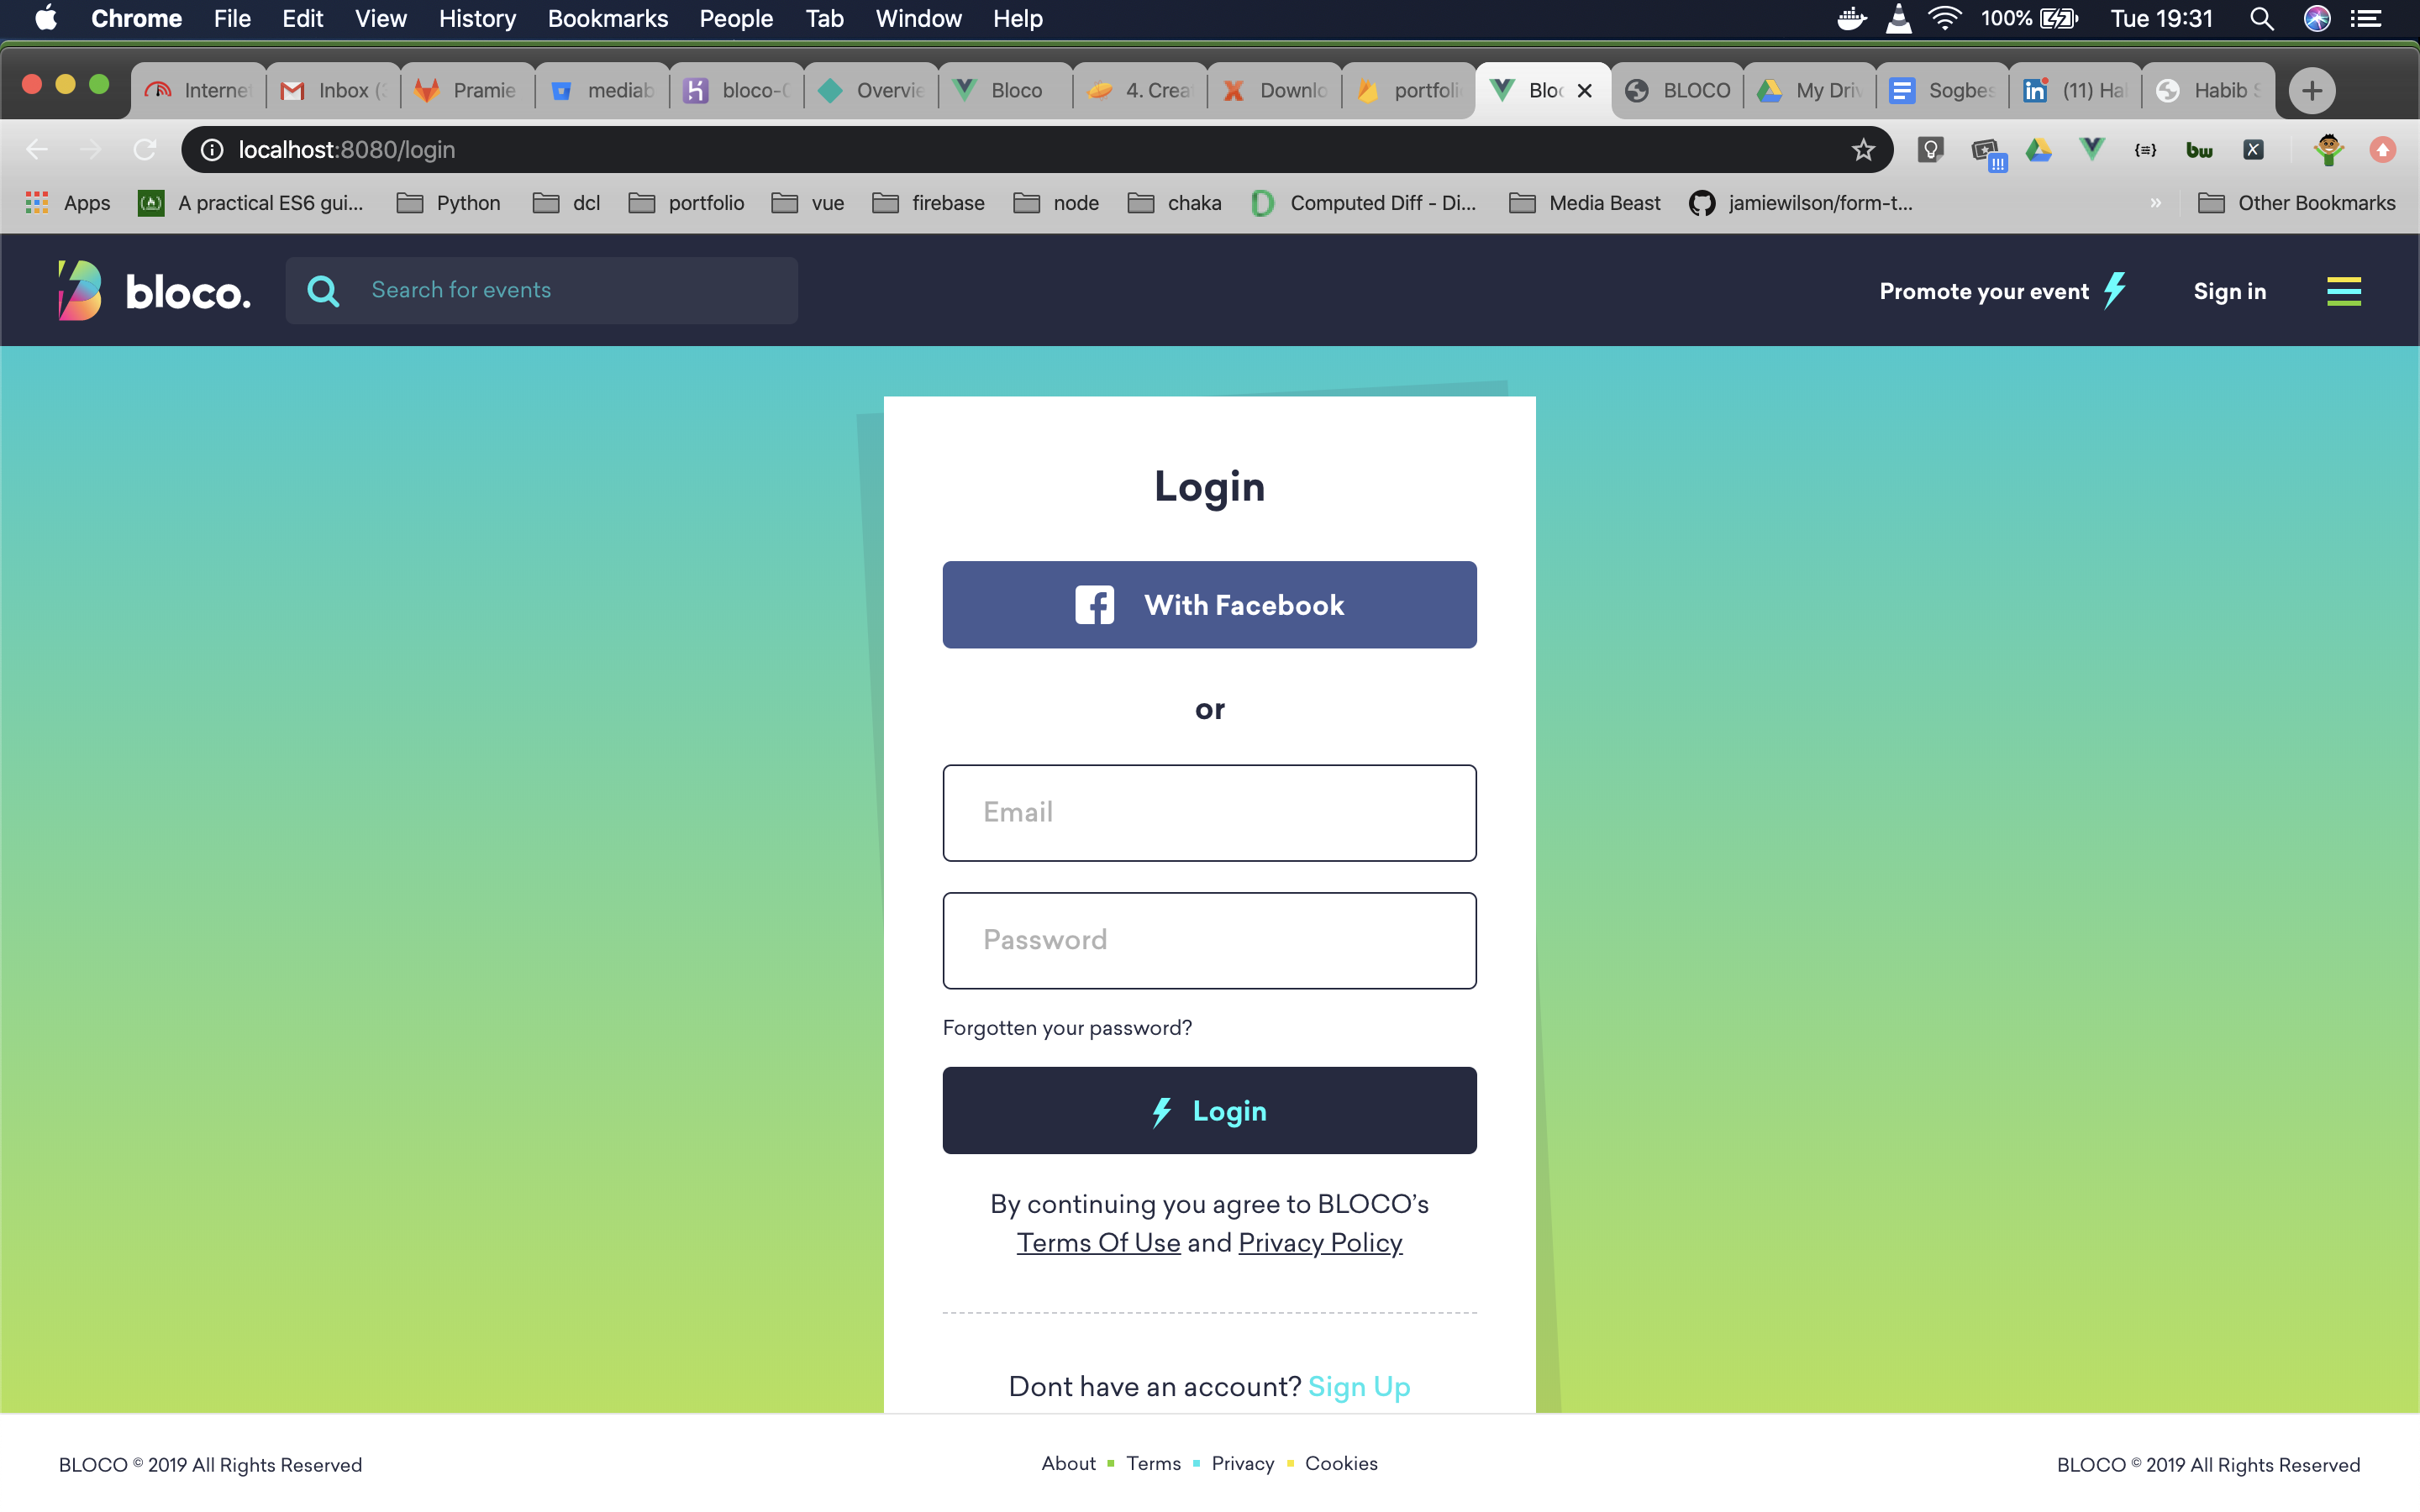 Chrome File Edit View History Bookmarks People Tab Window Help 100% Tue 19:31
Interne Inbox ( Pramie mediab bloco- Overvie Bloco 4. Crea Downlo portfoli Bloc BLOCO My Driv Sogbes (11) Ha Habib S
localhost:8080/login
Apps A practical ES6 gui... Python dcl portfolio vue firebase node chaka Computed Diff - Di... Media Beast jamiewilson/form-t... » Other Bookmarks
bloco. Search for events Promote your event Sign in
Login
With Facebook
or
Email
Password
Forgotten your password?
Login
By continuing you agree to BLOCO’s
Terms Of Use and Privacy Policy
Dont have an account? Sign Up
BLOCO © 2019 All Rights Reserved About Terms Privacy Cookies BLOCO © 2019 All Rights Reserved